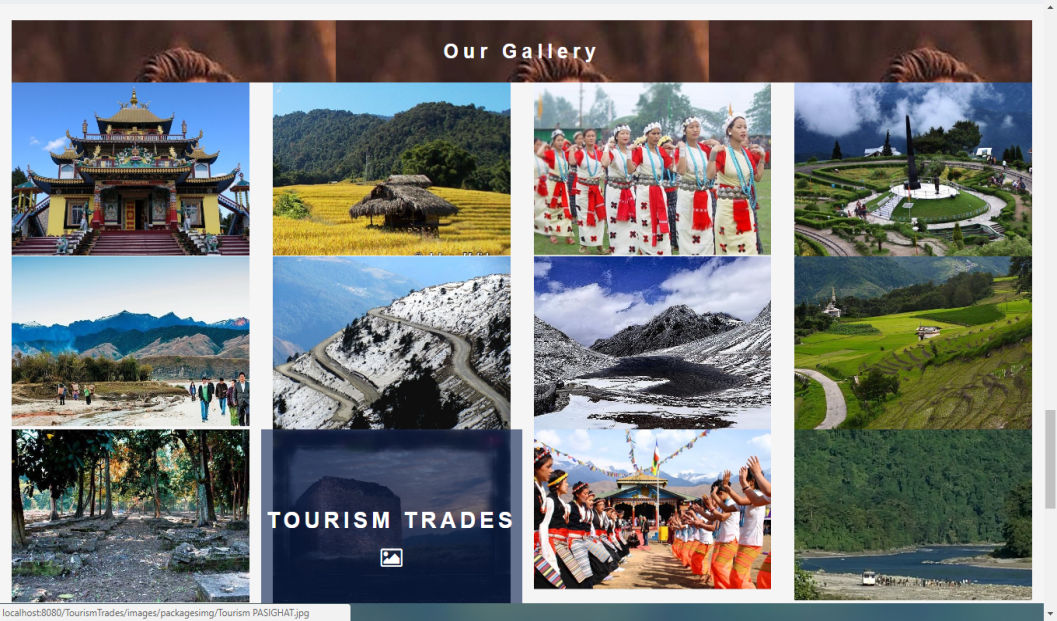 Our Gallery
TOURISM TRADES
localhost:8080/TourismTrades/images/packagesimg/Tourism PASIGHAT.jpg